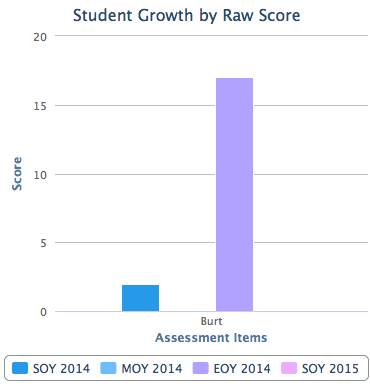 Student Growth by Raw Score
20
15
10
5
0
Score
Burt
Assessment Items
SOY 2014 MOY 2014 EOY 2014 SOY 2015